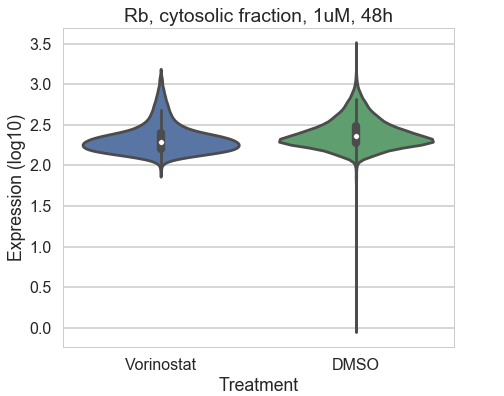 Rb, cytosolic fraction, 1uM, 48h
Expression (log10)
3.5
3.0
2.5
2.0
1.5
1.0
0.5
0.0
Vorinostat DMSO
Treatment